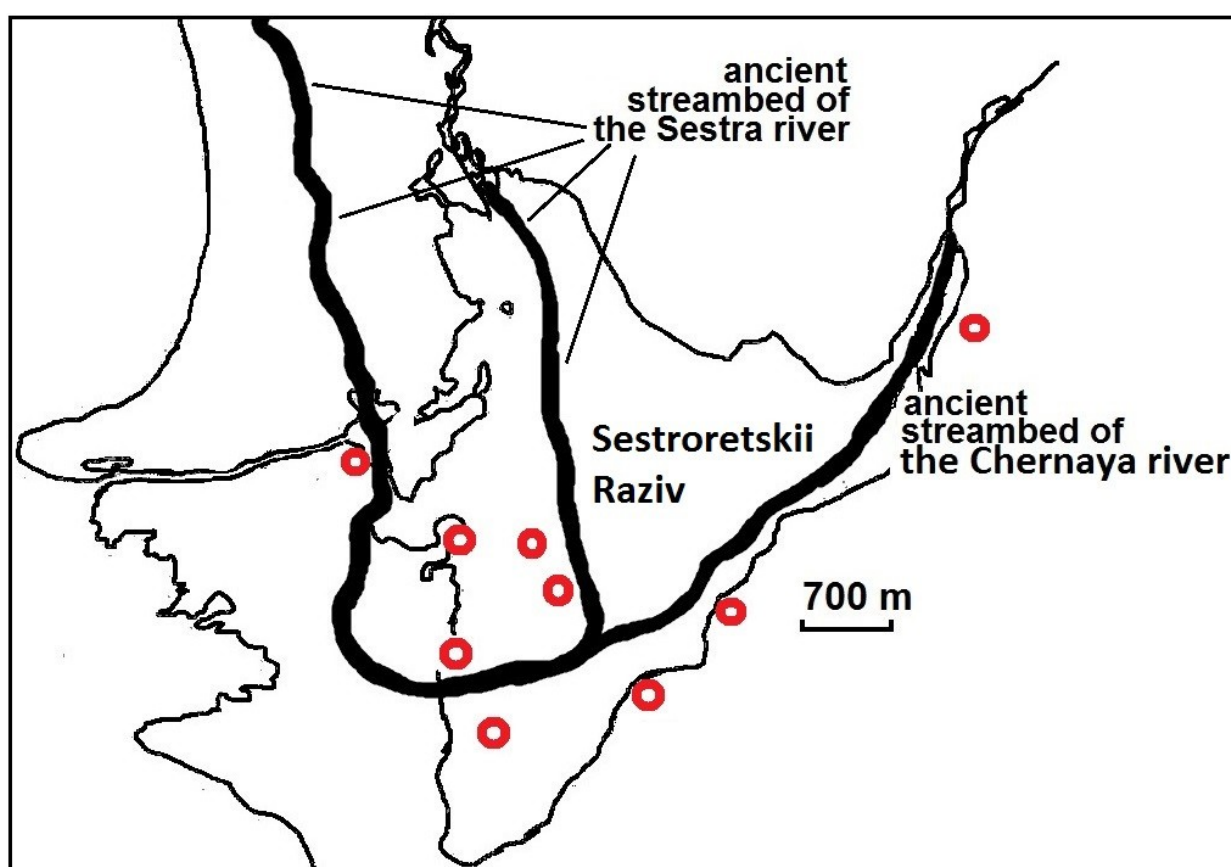 ancient
streambed of
the Sestra river
ancient
streambed of
the Chernaya river
Sestroretskii
Raziv
700 m